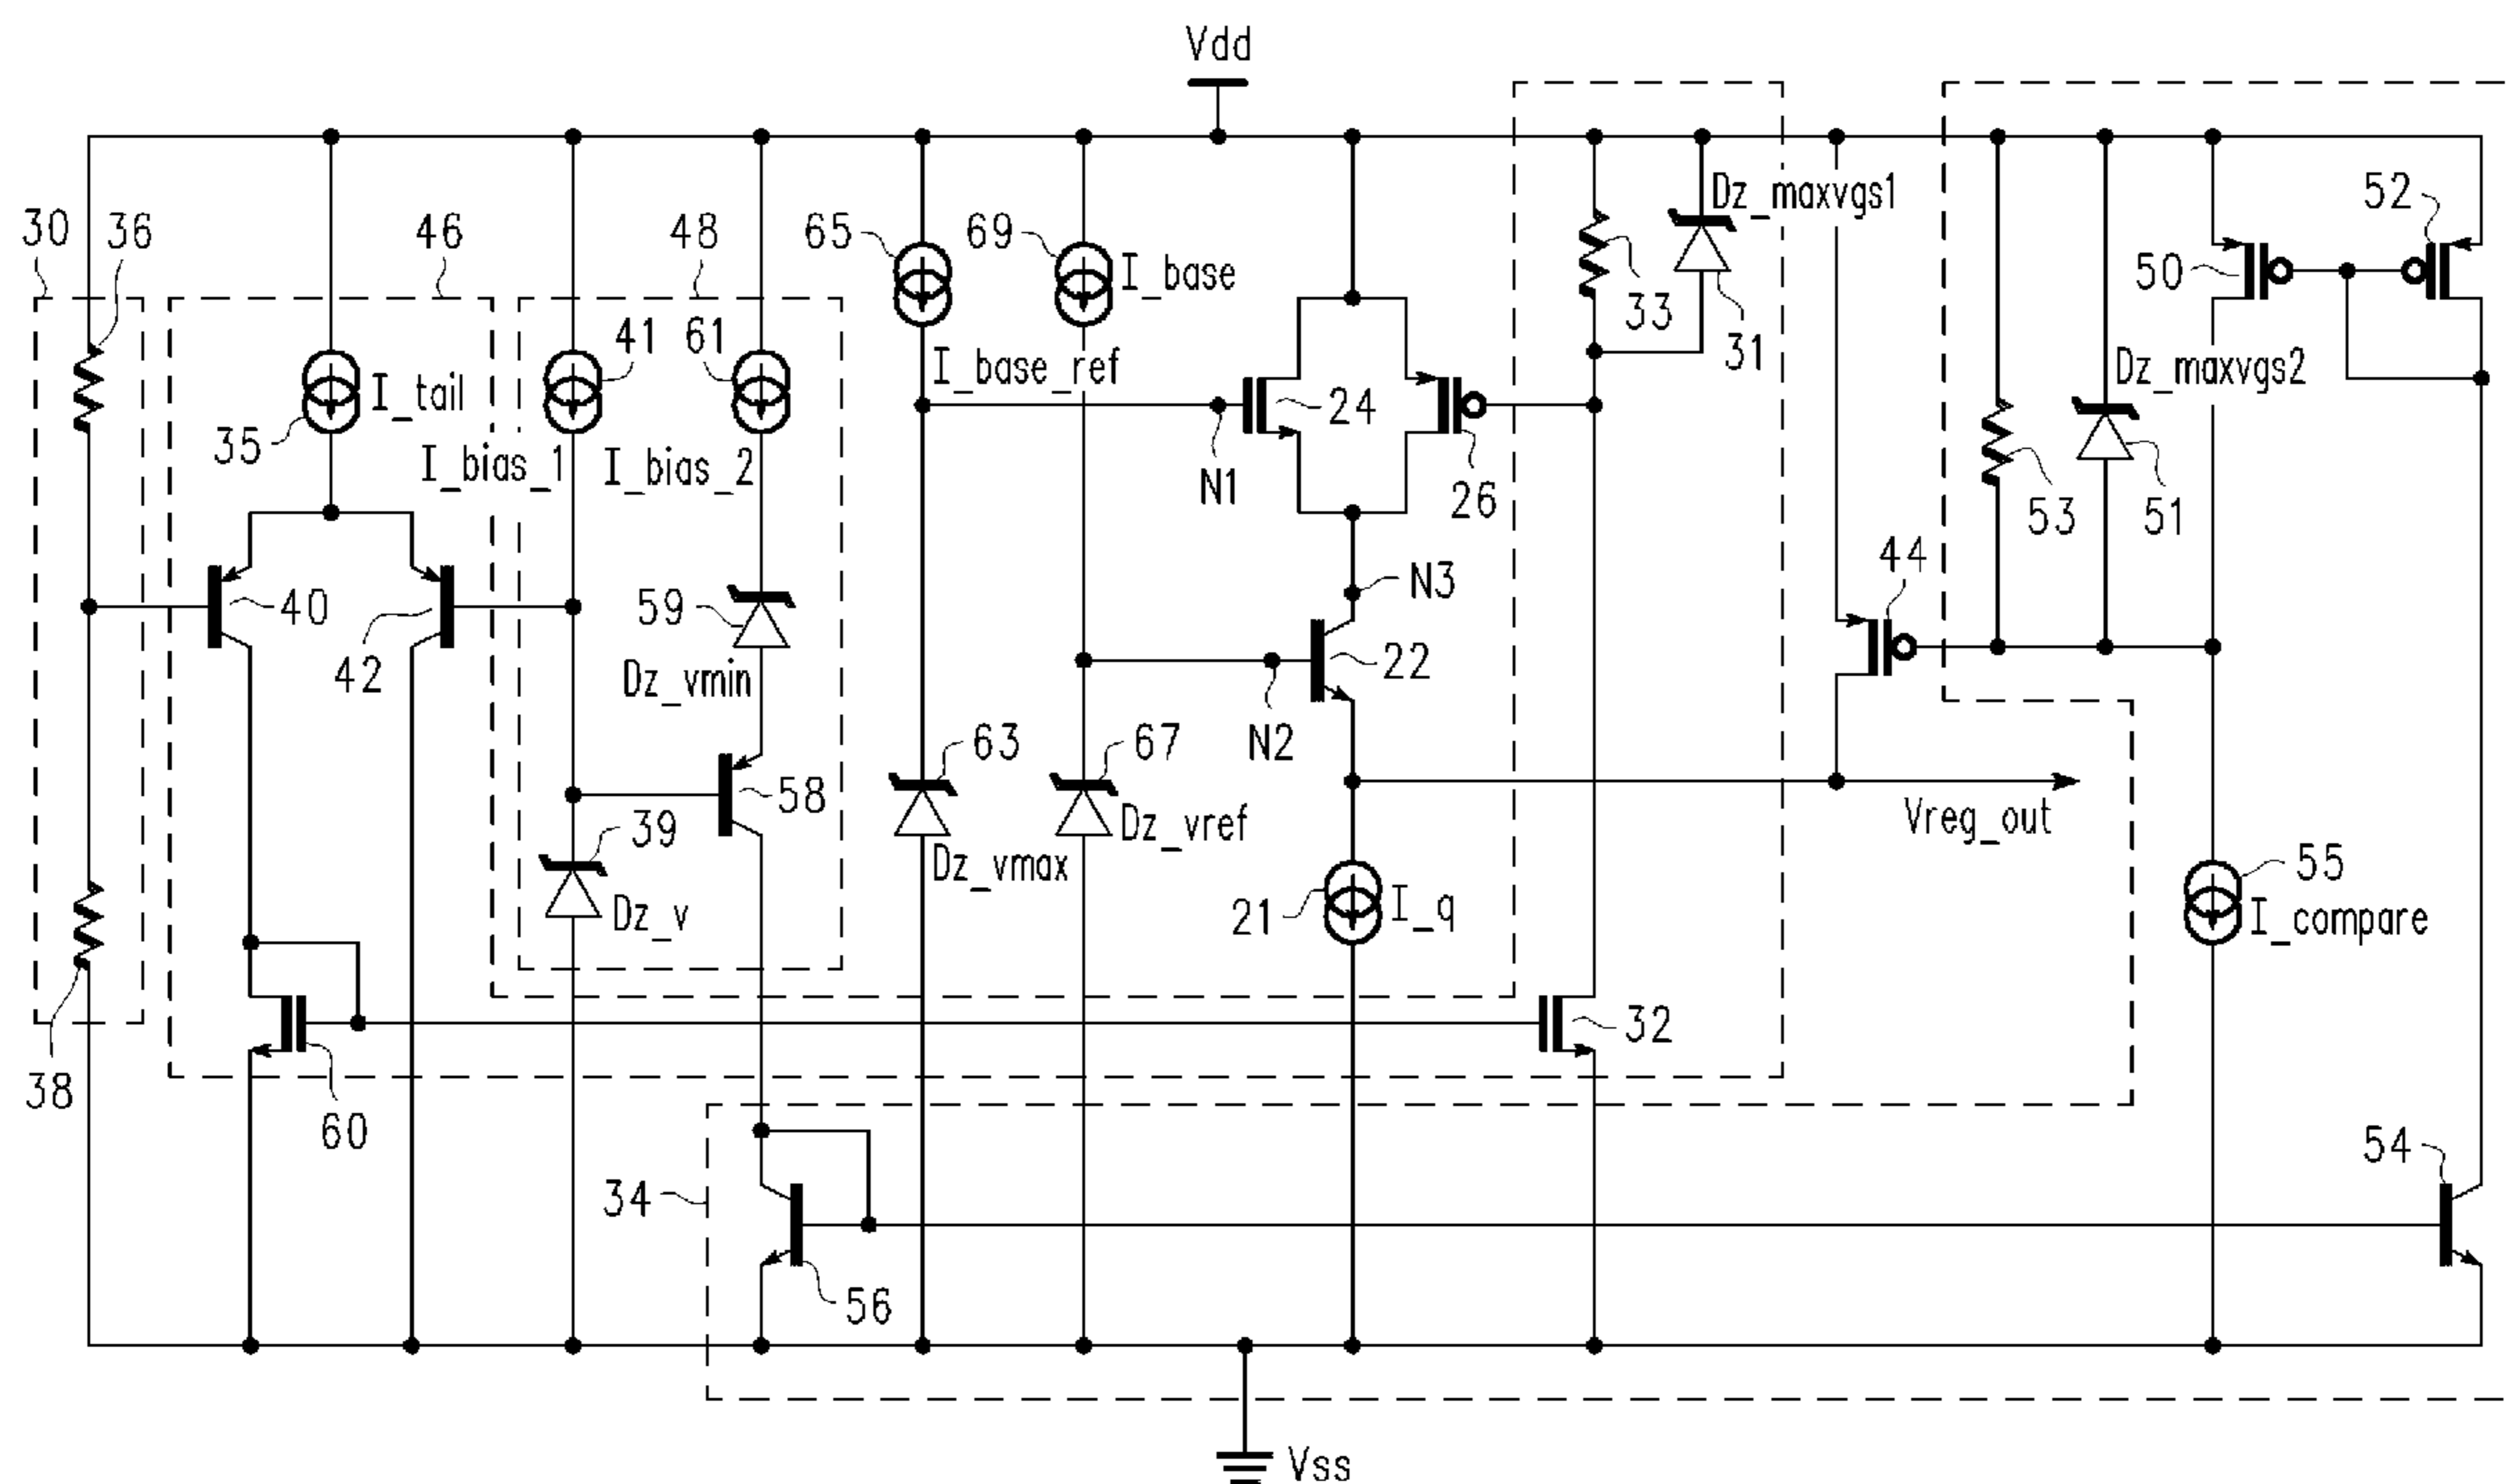 Vdd
30
36
46
48
65
69
I_base
Dz_maxvgs1
52
50
33
31
41
61
I_tail
35
I_base_ref
24
Dz_maxvgs2
I_bias_1
I_bias_2
N1
26
53
51
44
40
59
N3
42
Dz_vmin
22
63
67
N2
58
39
Dz_vref
Vreg_out
Dz_vmax
55
Dz_v
21
I_q
I_compare
32
38
60
54
34
56
Vss